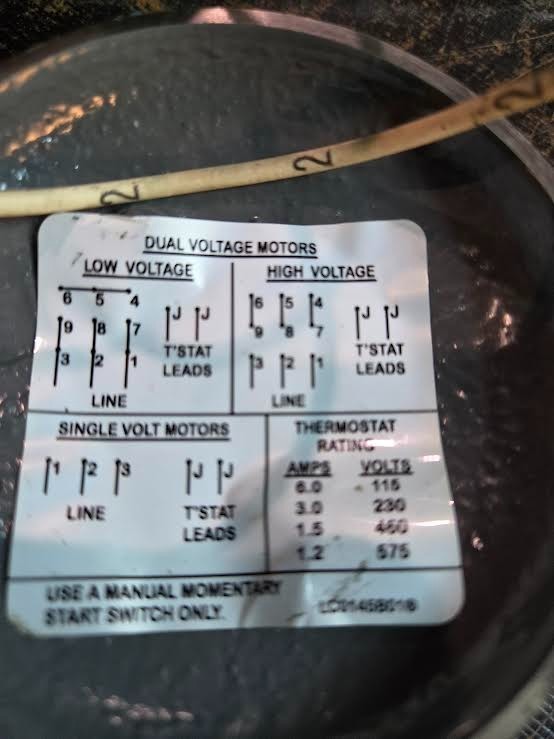 2
2
2
DUAL VOLTAGE MOTORS
LOW VOLTAGE
6 5 4
9 8 7
3 2 1
J J
T'STAT
LEADS
LINE
HIGH VOLTAGE
6 5 4
9 8 7
3 2 1
J J
T'STAT
LEADS
LINE
SINGLE VOLT MOTORS
1 2 3
J J
LINE
T'STAT
LEADS
THERMOSTAT
RATING
AMPS VOLTS
6.0 115
3.0 230
1.5 460
1.2 575
USE A MANUAL MOMENTARY
START SWITCH ONLY.